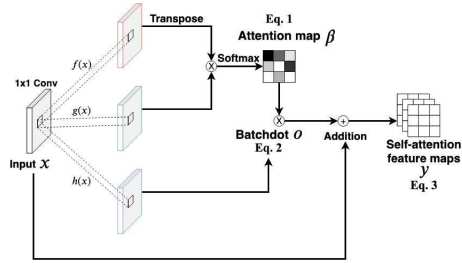 Transpose
Eq. 1
Attention map β
f(x)
Softmax
1x1 Conv
g(x)
Input x
h(x)
Batchdot o
Eq. 2
Addition
Self-attention
feature maps
y
Eq. 3